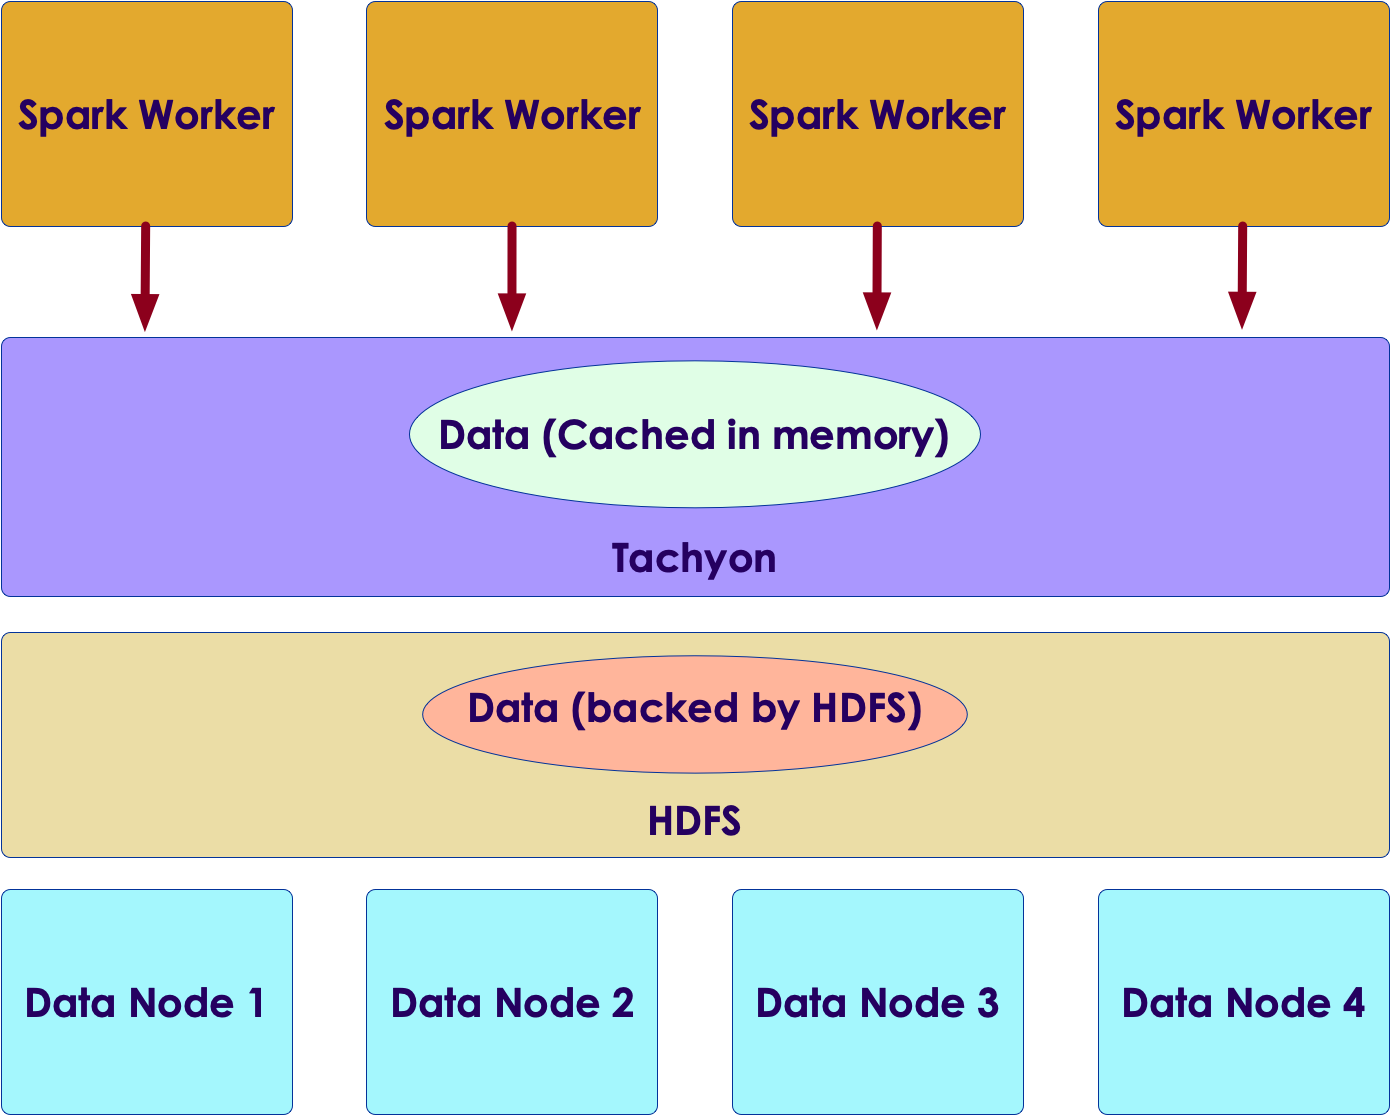 Spark Worker
Spark Worker
Spark Worker
Spark Worker
Data (Cached in memory)
Tachyon
Data (backed by HDFS)
HDFS
Data Node 1
Data Node 2
Data Node 3
Data Node 4